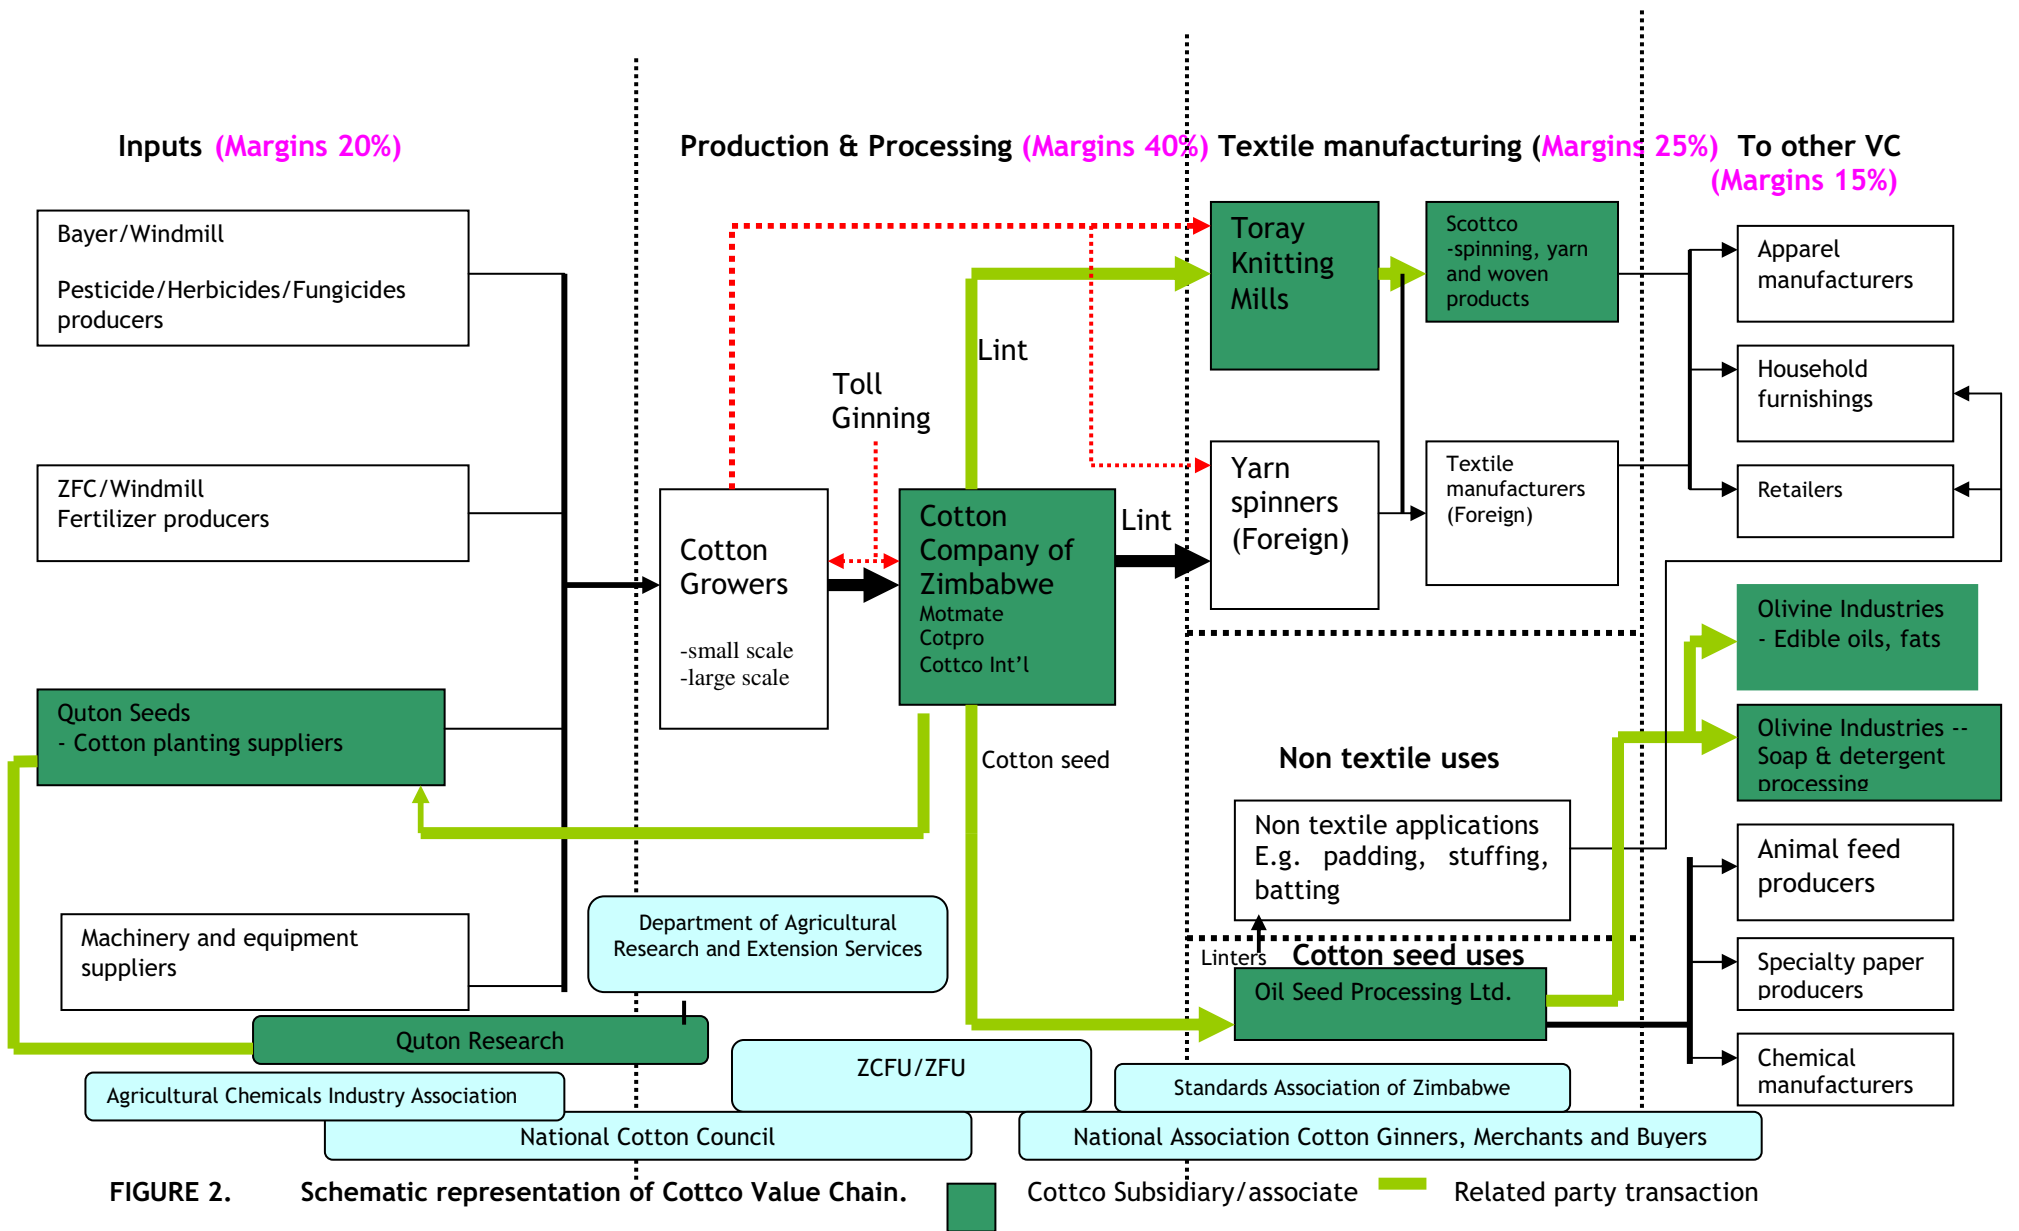 Inputs (Margins 20%)
Production & Processing (Margins 40%)
Textile manufacturing (Margins 25%)
To other VC
(Margins 15%)
Bayer/Windmill
Pesticide/Herbicides/Fungicides
producers
ZFC/Windmill
Fertilizer producers
Quton Seeds
- Cotton planting suppliers
Machinery and equipment
suppliers
Quton Research
Agricultural Chemicals Industry Association
National Cotton Council
Department of Agricultural
Research and Extension Services
ZCFU/ZFU
Cotton
Growers
-small scale
-large scale
Toll
Ginning
Lint
Cotton
Company of
Zimbabwe
Motmate
Cotpro
Cottco Int’l
Lint
Cotton seed
Toray
Knitting
Mills
Scottco
-spinning, yarn
and woven
products
Yarn
spinners
(Foreign)
Textile
manufacturers
(Foreign)
Non textile uses
Non textile applications
E.g. padding, stuffing,
batting
Linters
Cotton seed uses
Oil Seed Processing Ltd.
Standards Association of Zimbabwe
National Association Cotton Ginners, Merchants and Buyers
Apparel
manufacturers
Household
furnishings
Retailers
Olivine Industries
- Edible oils, fats
Olivine Industries --
Soap & detergent
processing
Animal feed
producers
Specialty paper
producers
Chemical
manufacturers
FIGURE 2. Schematic representation of Cottco Value Chain.
Cottco Subsidiary/associate
Related party transaction